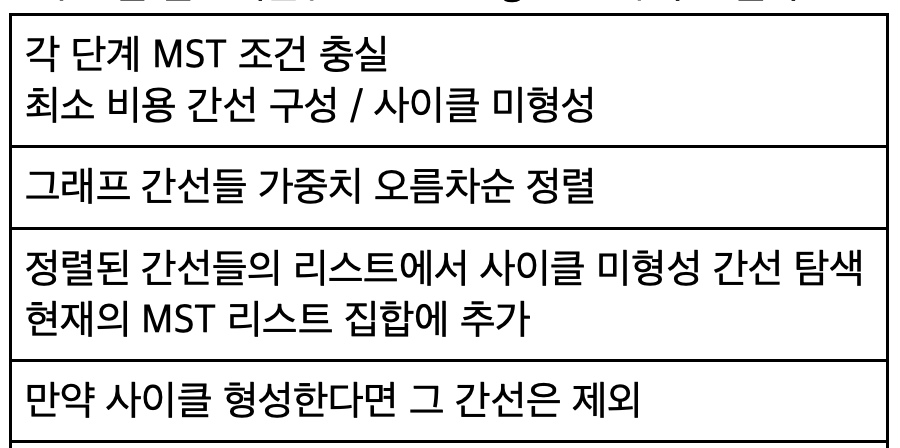 각 단계 MST 조건 충실
최소 비용 간선 구성 / 사이클 미형성
그래프 간선들 가중치 오름차순 정렬
정렬된 간선들의 리스트에서 사이클 미형성 간선 탐색
현재의 MST 리스트 집합에 추가
만약 사이클 형성한다면 그 간선은 제외